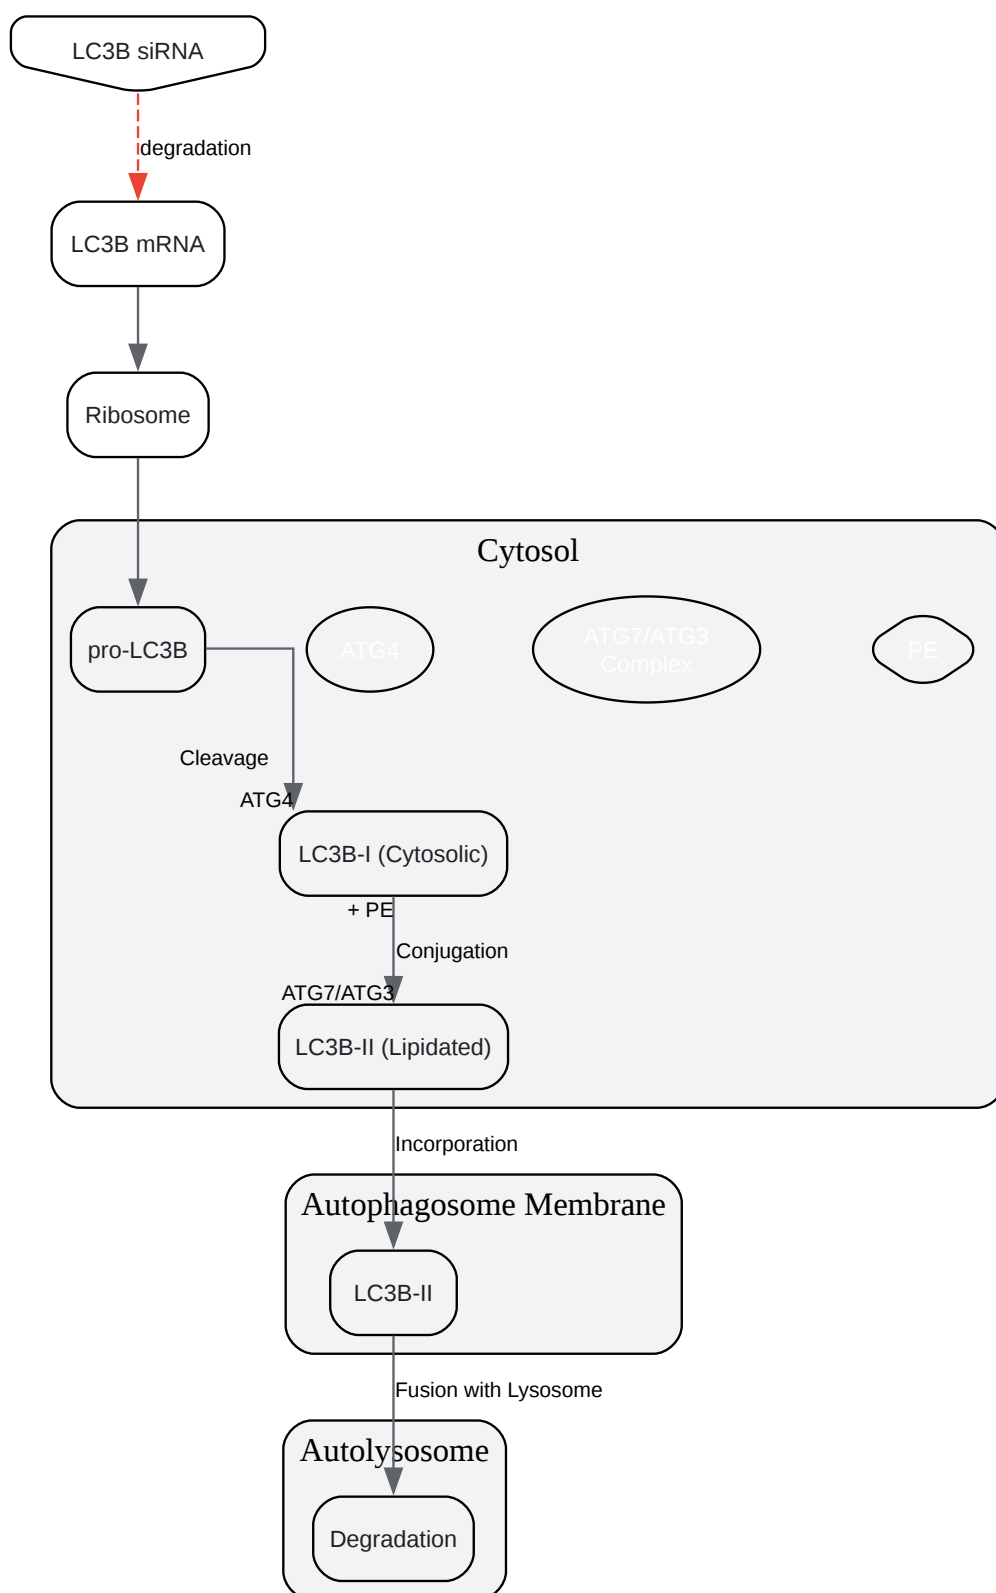 LC3B siRNA
degradation
LC3B mRNA
Ribosome
Cytosol
pro-LC3B
ATG4
ATG7/ATG3
Complex
PE
Cleavage
ATG4
LC3B-I (Cytosolic)
+ PE
Conjugation
ATG7/ATG3
LC3B-II (Lipidated)
Incorporation
Autophagosome Membrane
LC3B-II
Fusion with Lysosome
Autolysosome
Degradation